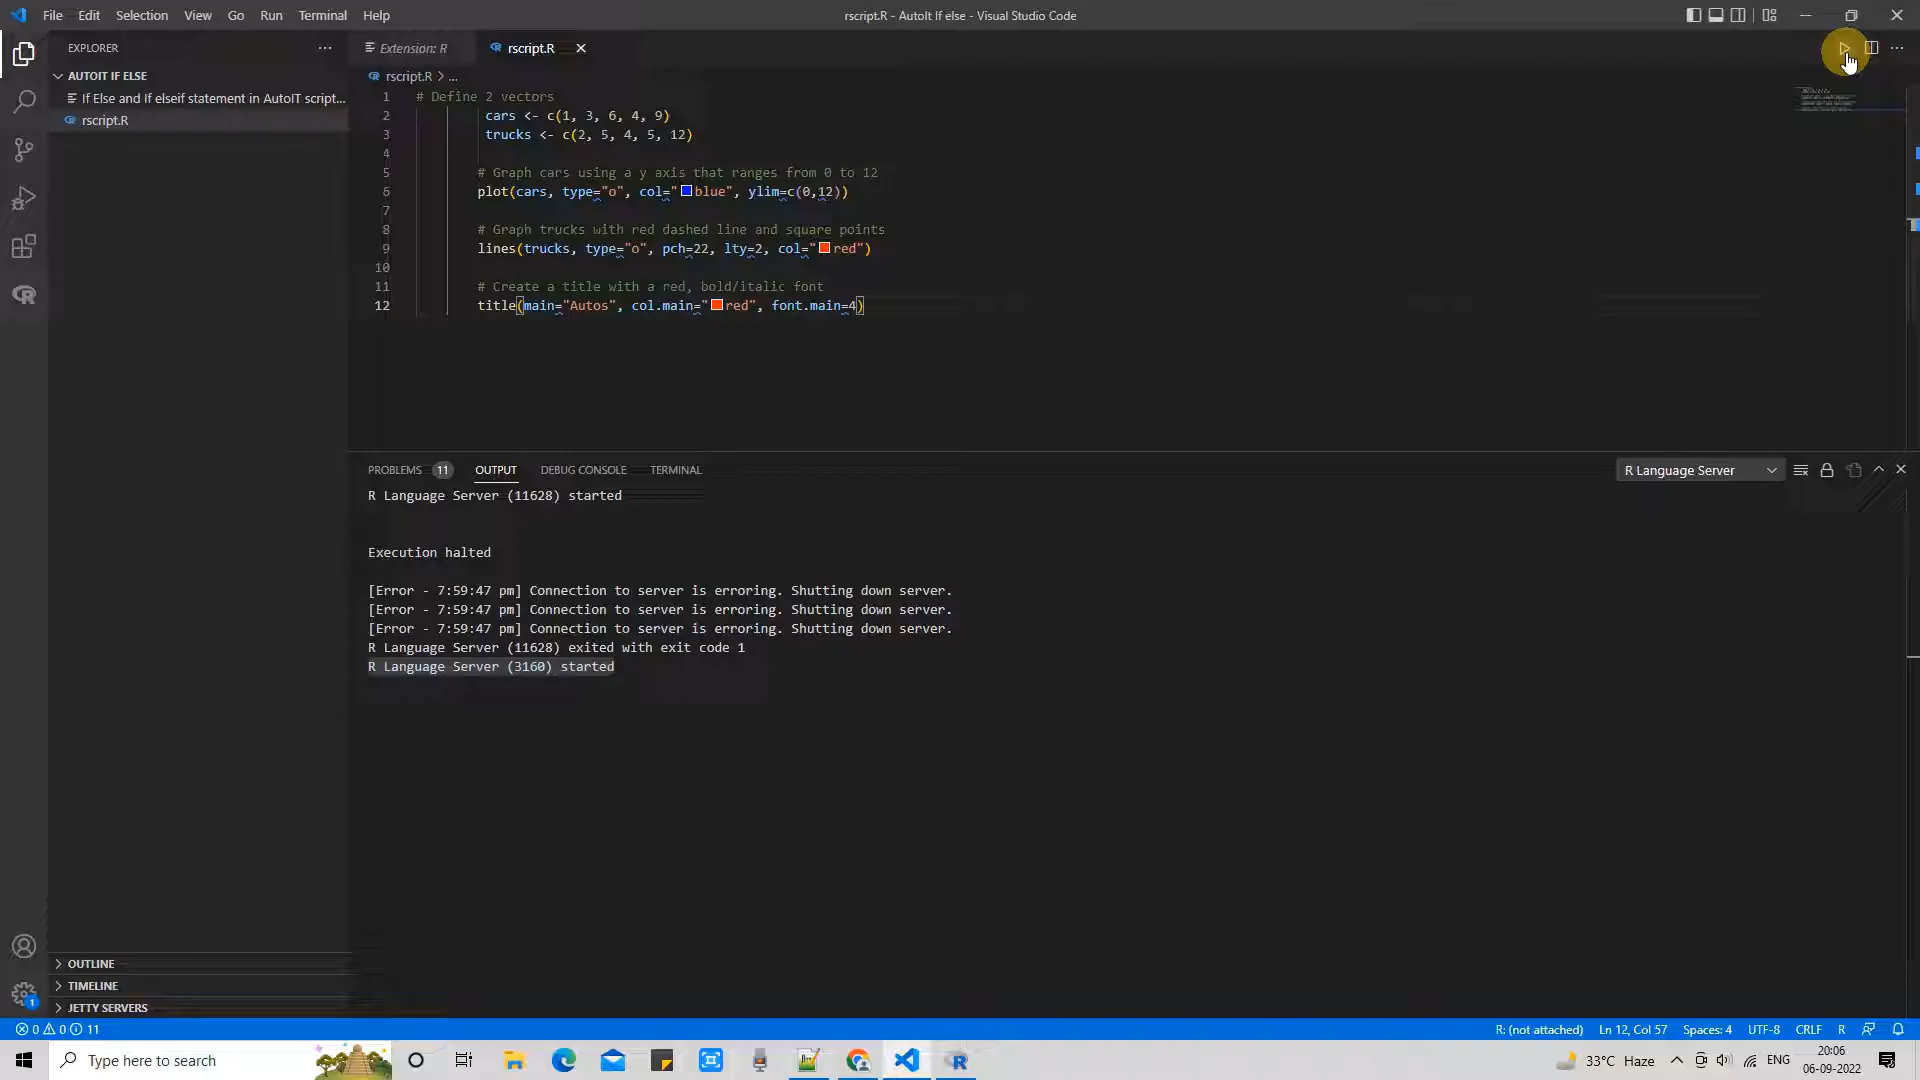 File Edit Selection View Go Run Terminal Help
rscript.R - AutoIt If else - Visual Studio Code
EXPLORER
Extension: R
rscript.R
AUTOIT IF ELSE
If Else and If elseif statement in AutoIT script...
rscript.R
rscript.R > ...
1 # Define 2 vectors
2 cars <- c(1, 3, 6, 4, 9)
3 trucks <- c(2, 5, 4, 5, 12)
4
5 # Graph cars using a y axis that ranges from 0 to 12
6 plot(cars, type="o", col="blue", ylim=c(0,12))
7
8 # Graph trucks with red dashed line and square points
9 lines(trucks, type="o", pch=22, lty=2, col="red")
10
11 # Create a title with a red, bold/italic font
12 title(main="Autos", col.main="red", font.main=4)
PROBLEMS 11 OUTPUT DEBUG CONSOLE TERMINAL
R Language Server
R Language Server (11628) started
Execution halted
[Error - 7:59:47 pm] Connection to server is erroring. Shutting down server.
[Error - 7:59:47 pm] Connection to server is erroring. Shutting down server.
[Error - 7:59:47 pm] Connection to server is erroring. Shutting down server.
R Language Server (11628) exited with exit code 1
R Language Server (3160) started
OUTLINE
TIMELINE
JETTY SERVERS
1
0 0 11
R: (not attached) Ln 12, Col 57 Spaces: 4 UTF-8 CRLF R
Type here to search
33°C Haze
ENG
20:06
06-09-2022